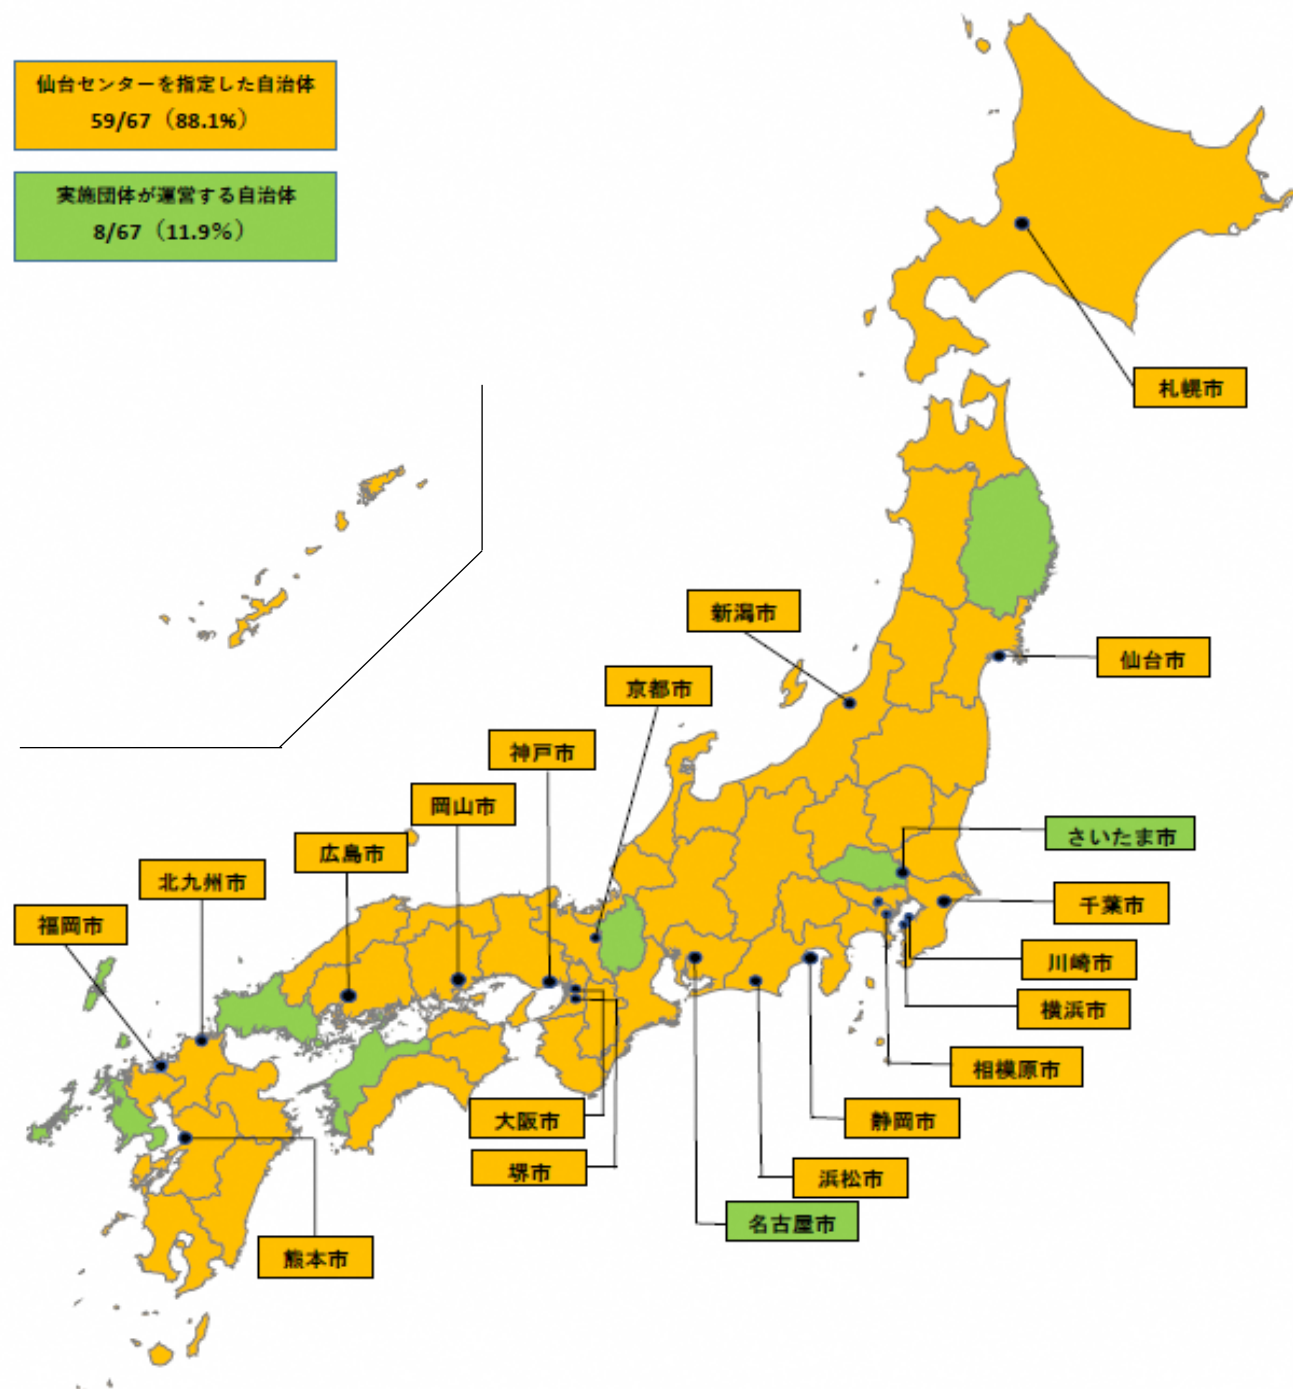 仙台センターを指定した自治体
59/67（88.1%）
実施団体が運営する自治体
8/67（11.9%）
札幌市
新潟市
仙台市
京都市
神戸市
岡山市
さいたま市
広島市
北九州市
千葉市
福岡市
川崎市
横浜市
相模原市
大阪市
静岡市
堺市
浜松市
名古屋市
熊本市